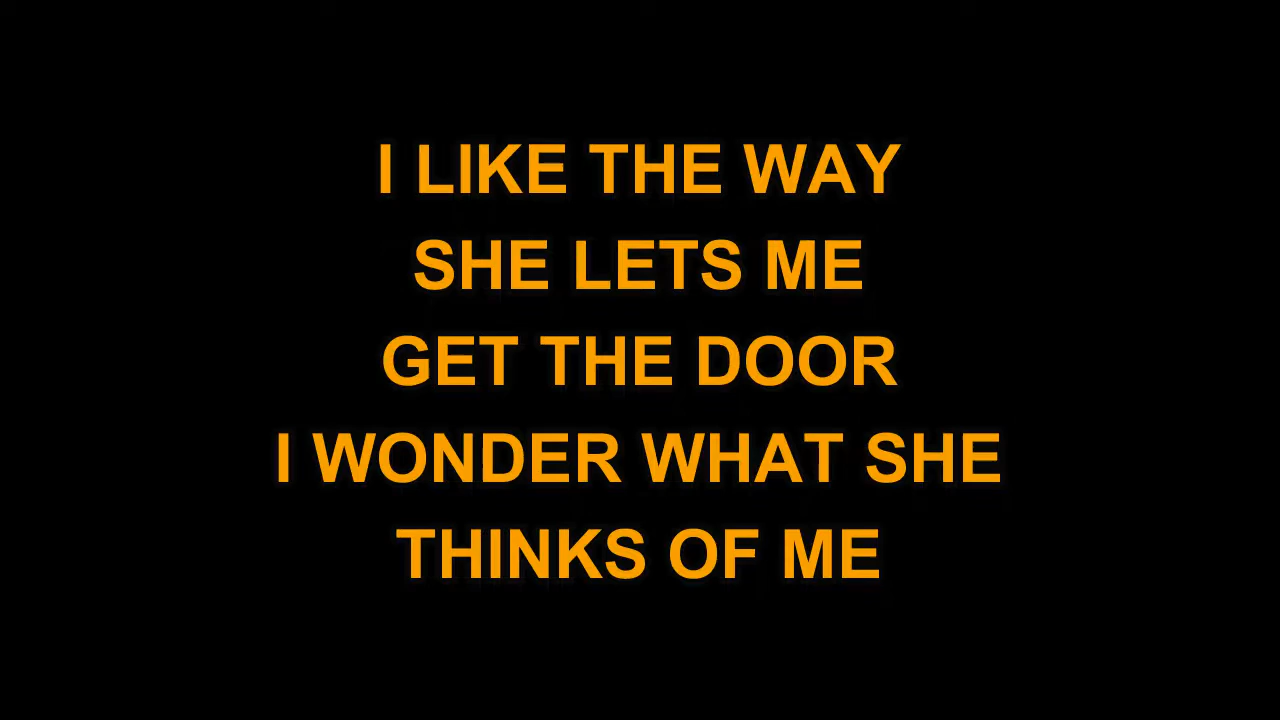 I LIKE THE WAY
SHE LETS ME
GET THE DOOR
I WONDER WHAT SHE
THINKS OF ME